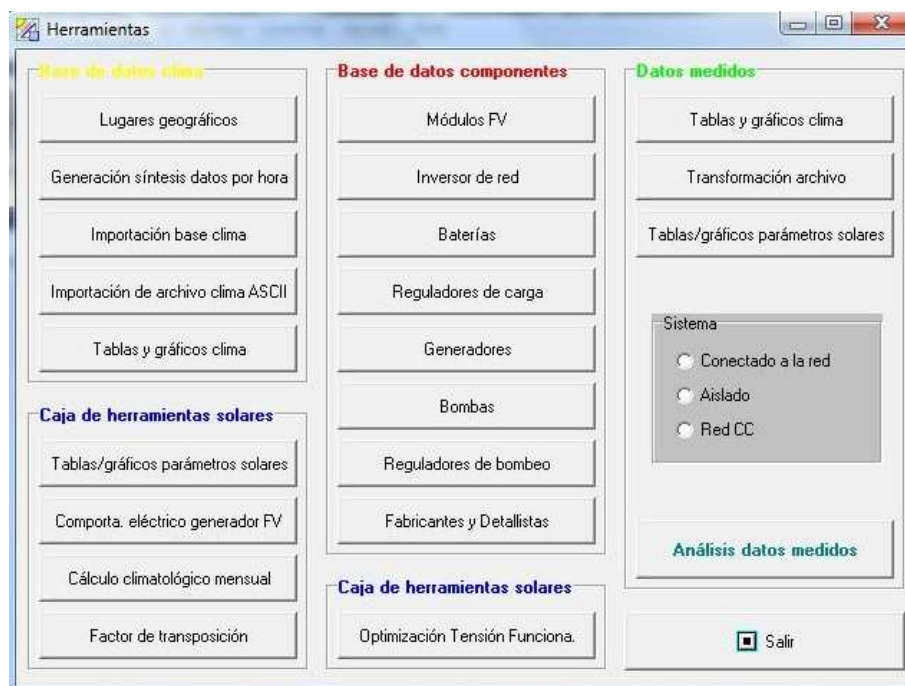 Herramientas
Base de datos clima
Lugares geográficos
Generación síntesis datos por hora
Importación base clima
Importación de archivo clima ASCII
Tablas y gráficos clima
Caja de herramientas solares
Tablas/gráficos parámetros solares
Comporta. eléctrico generador FV
Cálculo climatológico mensual
Factor de transposición
Base de datos componentes
Módulos FV
Inversor de red
Baterías
Reguladores de carga
Generadores
Bombas
Reguladores de bombeo
Fabricantes y Detallistas
Caja de herramientas solares
Optimización Tensión Funciona.
Datos medidos
Tablas y gráficos clima
Transformación archivo
Tablas/gráficos parámetros solares
Sistema
Conectado a la red
Aislado
Red CC
Análisis datos medidos
Salir